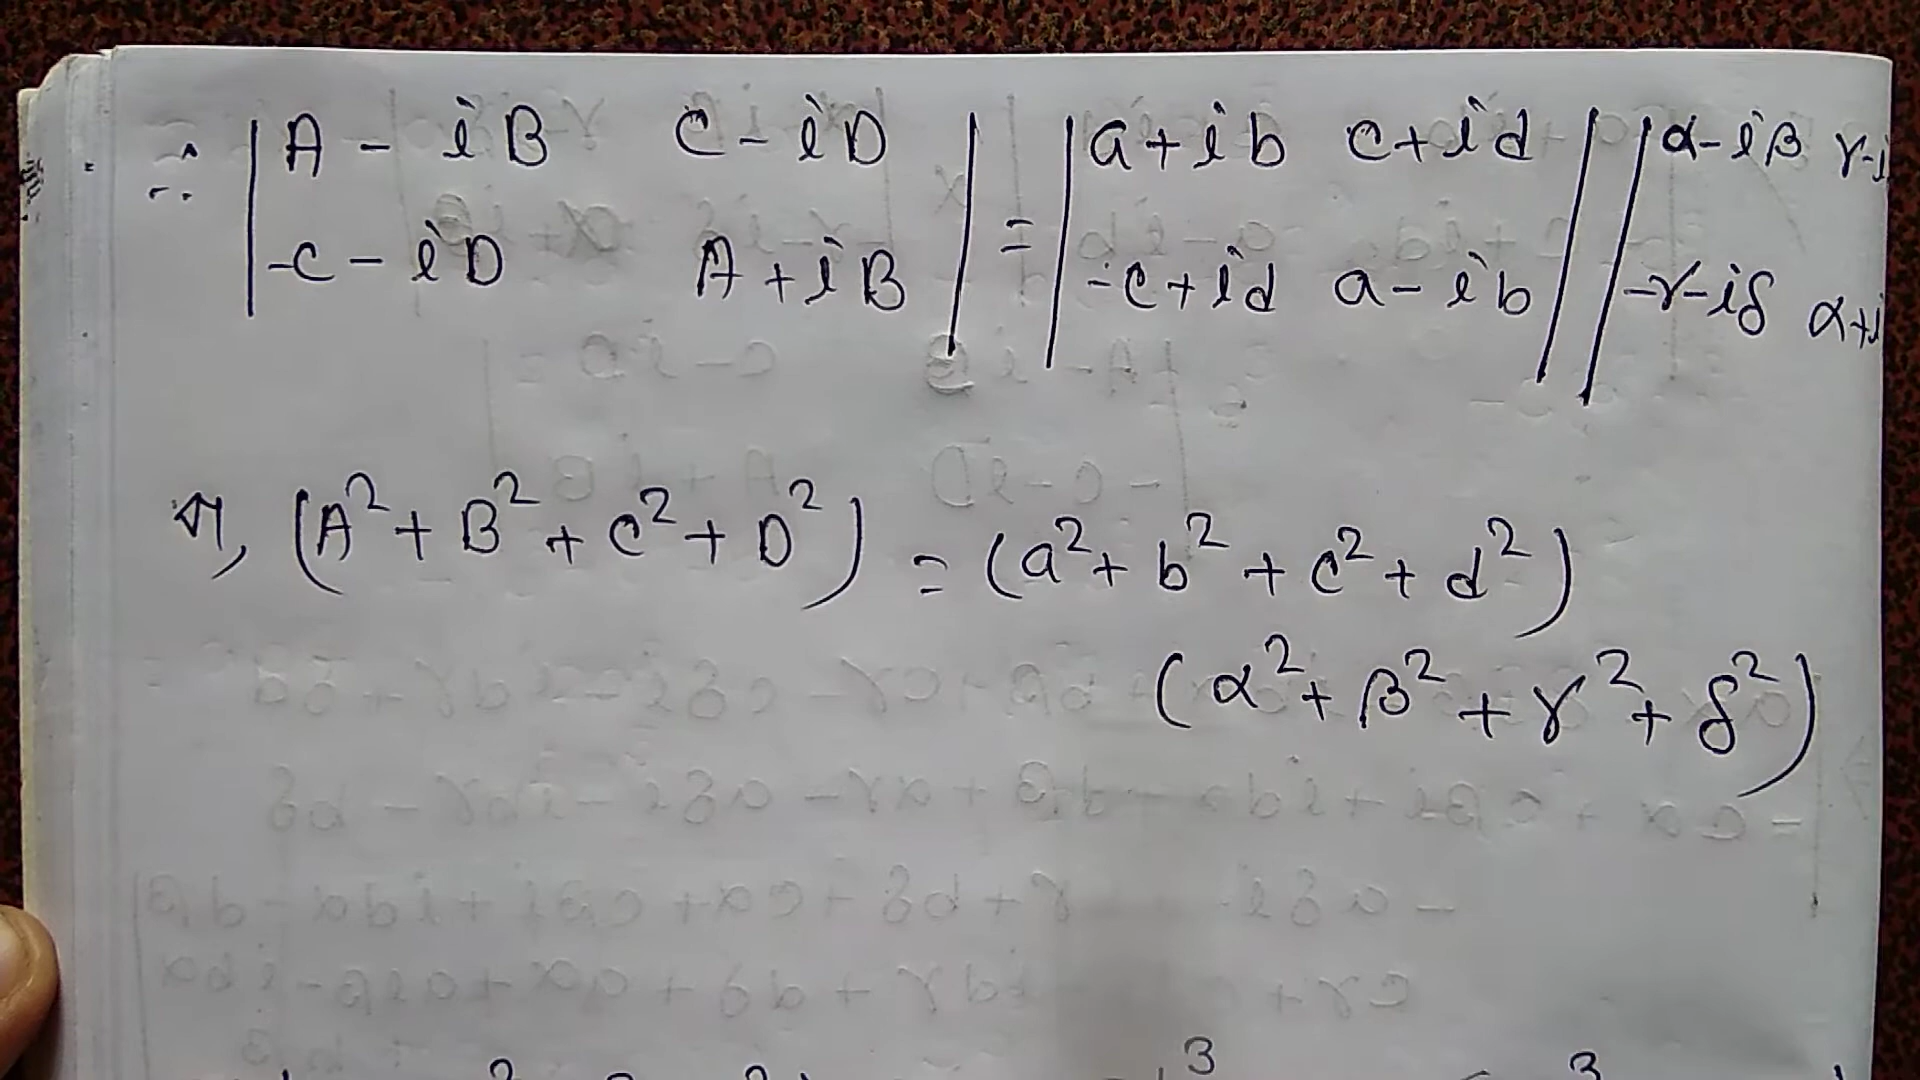 ∴ | A - iB   C - iD | = | a + ib   c + id | | α - iβ   γ - i
| -C - iD   A + iB | = | -c + id   a - ib | | -γ - iδ   α + i
(A² + B² + C² + D²) = (a² + b² + c² + d²)
(α² + β² + γ² + δ²)